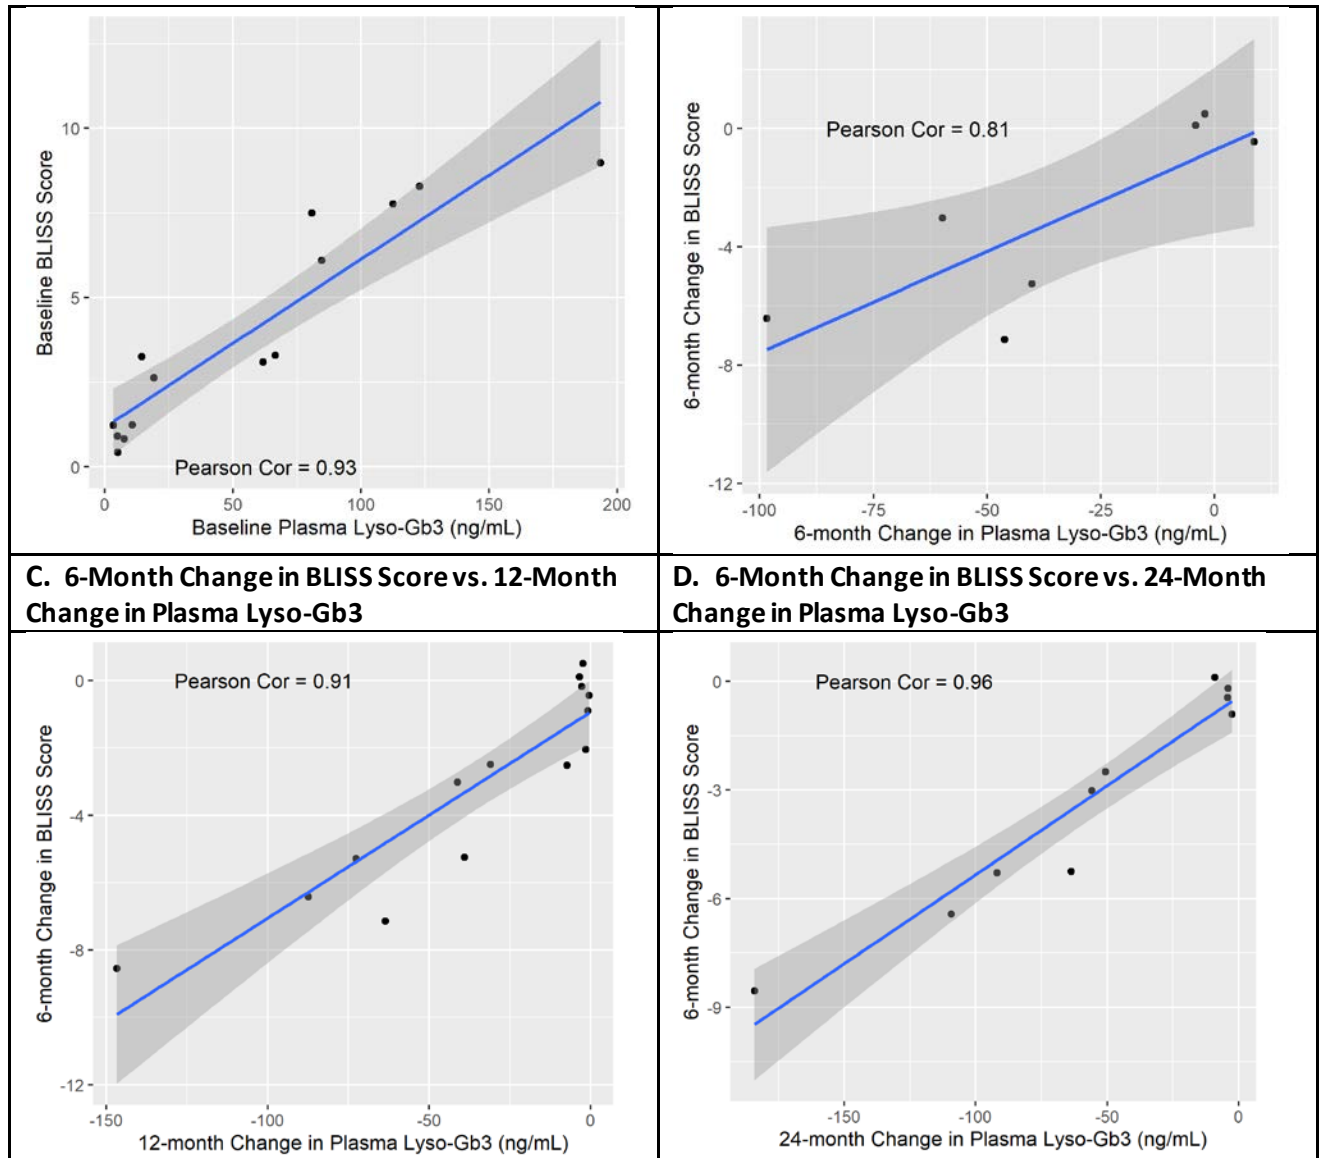 10
5
0
Baseline BLISS Score
Pearson Cor = 0.93
0 50 100 150 200
Baseline Plasma Lyso-Gb3 (ng/mL)
0
-4
-8
-12
6-month Change in BLISS Score
Pearson Cor = 0.81
-100 -75 -50 -25 0
6-month Change in Plasma Lyso-Gb3 (ng/mL)
C. 6-Month Change in BLISS Score vs. 12-Month
Change in Plasma Lyso-Gb3
D. 6-Month Change in BLISS Score vs. 24-Month
Change in Plasma Lyso-Gb3
0
-4
-8
-12
6-month Change in BLISS Score
Pearson Cor = 0.91
-150 -100 -50 0
12-month Change in Plasma Lyso-Gb3 (ng/mL)
0
-3
-6
-9
6-month Change in BLISS Score
Pearson Cor = 0.96
-150 -100 -50 0
24-month Change in Plasma Lyso-Gb3 (ng/mL)